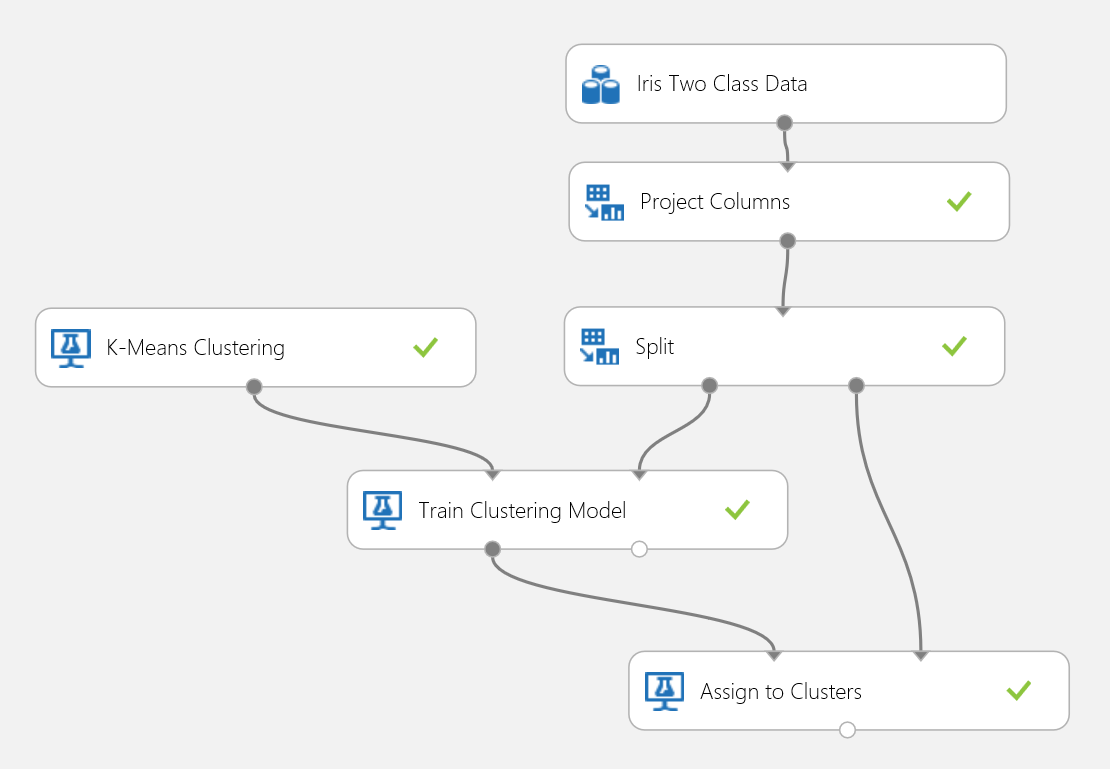 Iris Two Class Data
Project Columns
K-Means Clustering
Split
Train Clustering Model
Assign to Clusters